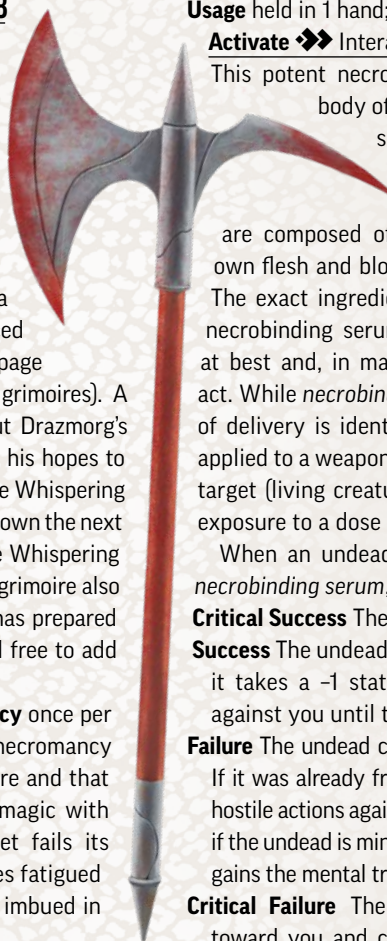 3
a
ed
page
grimoires). A
t Drazmorg's
his hopes to
e Whispering
own the next
e Whispering
grimoire also
has prepared
l free to add
cy once per
necromancy
re and that
magic with
et fails its
es fatigued
imbued in
Usage held in 1 hand;
Activate Intera
This potent necro
body of
s
are composed of
own flesh and blo
The exact ingredie
necrobinding serur
at best and, in ma
act. While necrobin
of delivery is identi
applied to a weapon
target (living creatu
exposure to a dose
When an undead
necrobinding serum,
Critical Success The
Success The undead
it takes a –1 stat
against you until t
Failure The undead c
If it was already fr
hostile actions agai
if the undead is min
gains the mental tr
Critical Failure The
toward you and c